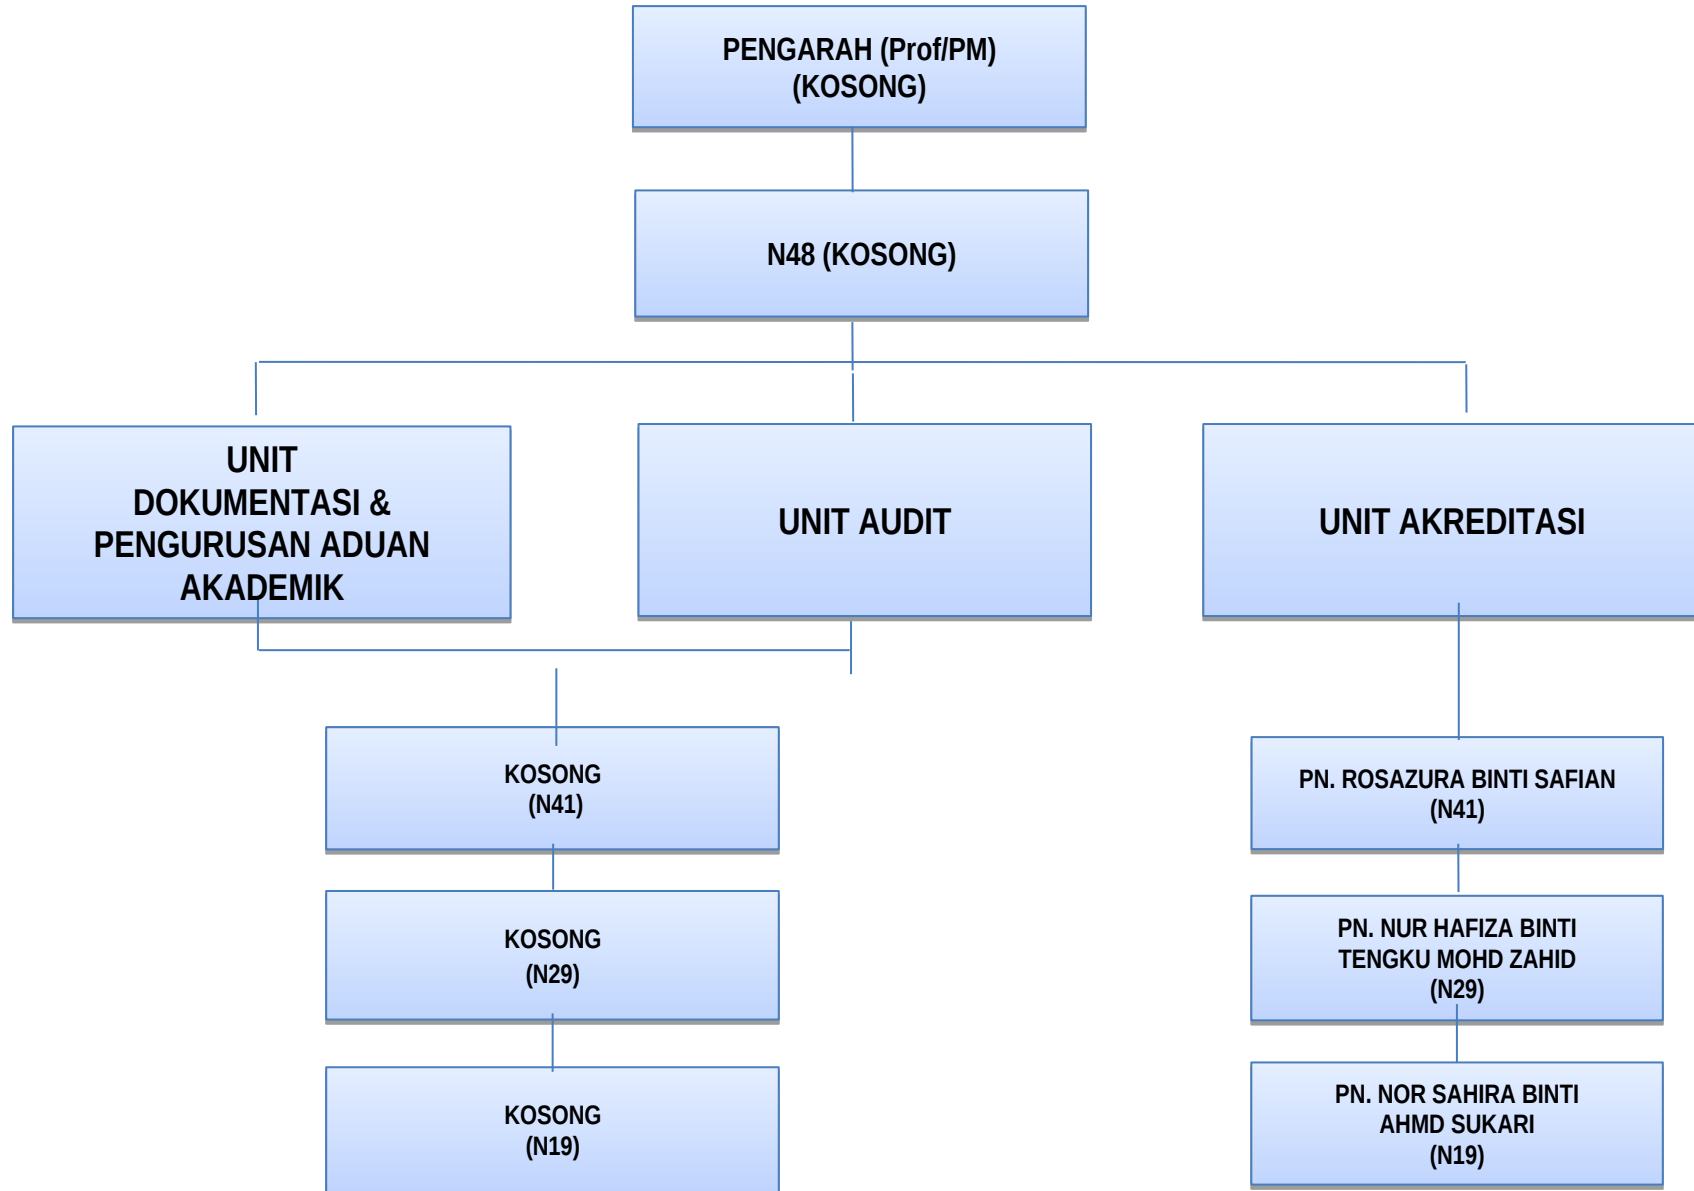 PENGARAH (Prof/PM)
(KOSONG)
N48 (KOSONG)
UNIT
DOKUMENTASI &
PENGURUSAN ADUAN
AKADEMIK
UNIT AUDIT
UNIT AKREDITASI
KOSONG
(N41)
KOSONG
(N29)
KOSONG
(N19)
PN. ROSAZURA BINTI SAFIAN
(N41)
PN. NUR HAFIZA BINTI
TENGKU MOHD ZAHID
(N29)
PN. NOR SAHIRA BINTI
AHMD SUKARI
(N19)